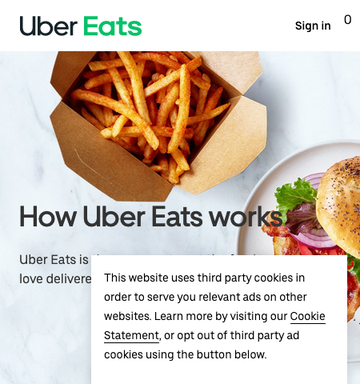 Uber Eats
Sign in
0
How Uber Eats works
Uber Eats is
love delivere
This website uses third party cookies in
order to serve you relevant ads on other
websites. Learn more by visiting our Cookie
Statement, or opt out of third party ad
cookies using the button below.